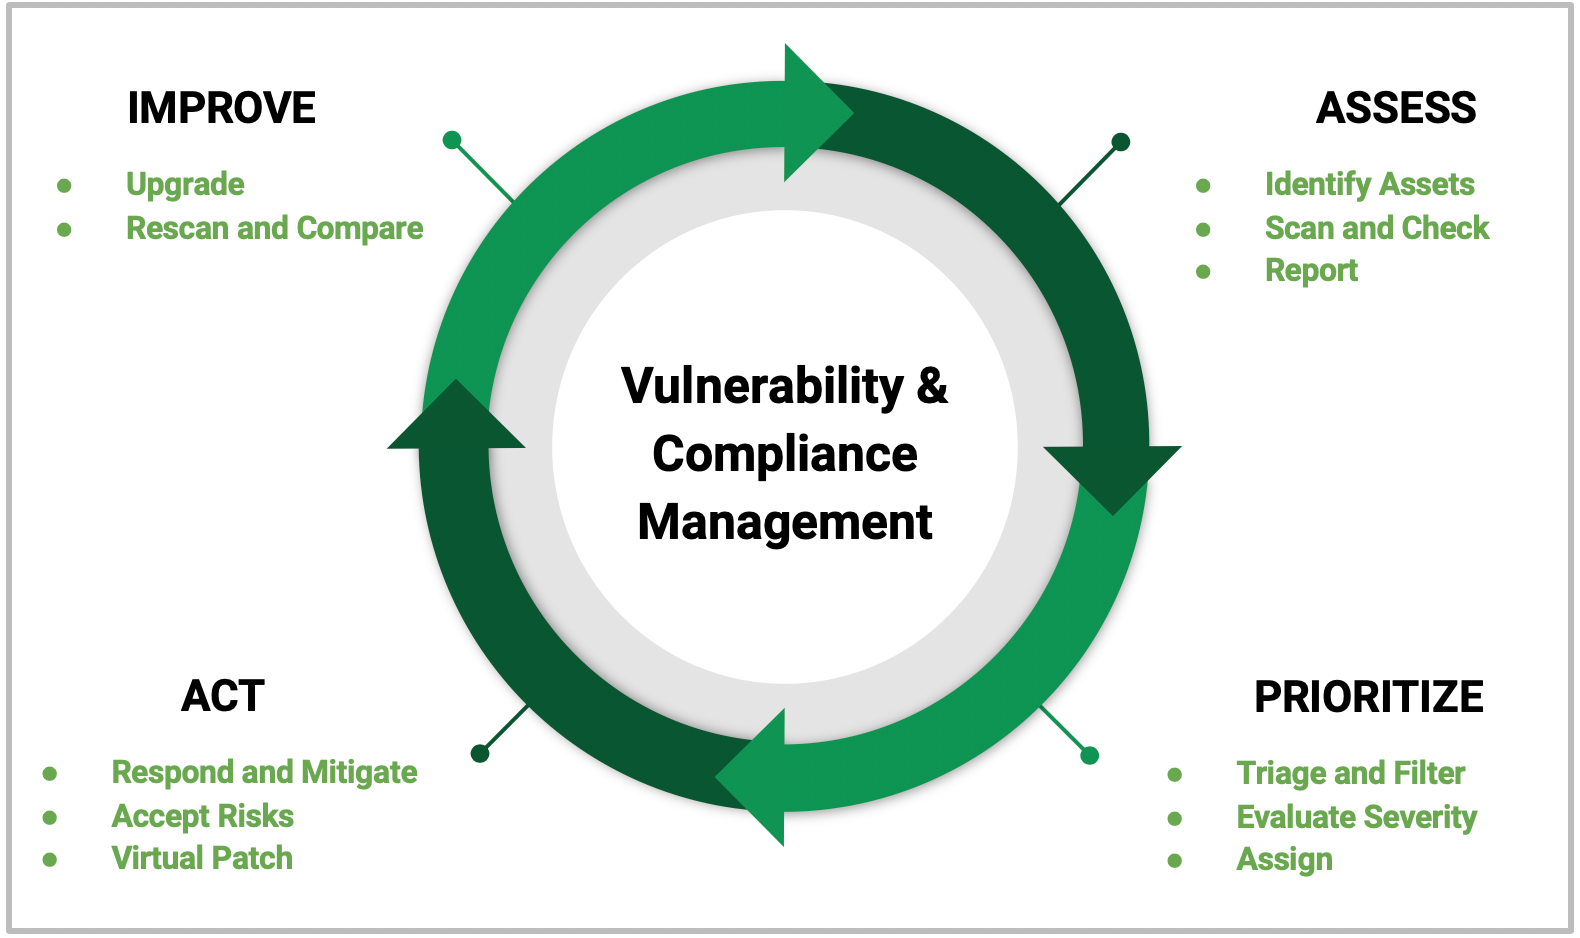 IMPROVE
• Upgrade
• Rescan and Compare
ASSESS
• Identify Assets
• Scan and Check
• Report
Vulnerability &
Compliance
Management
ACT
• Respond and Mitigate
• Accept Risks
• Virtual Patch
PRIORITIZE
• Triage and Filter
• Evaluate Severity
• Assign